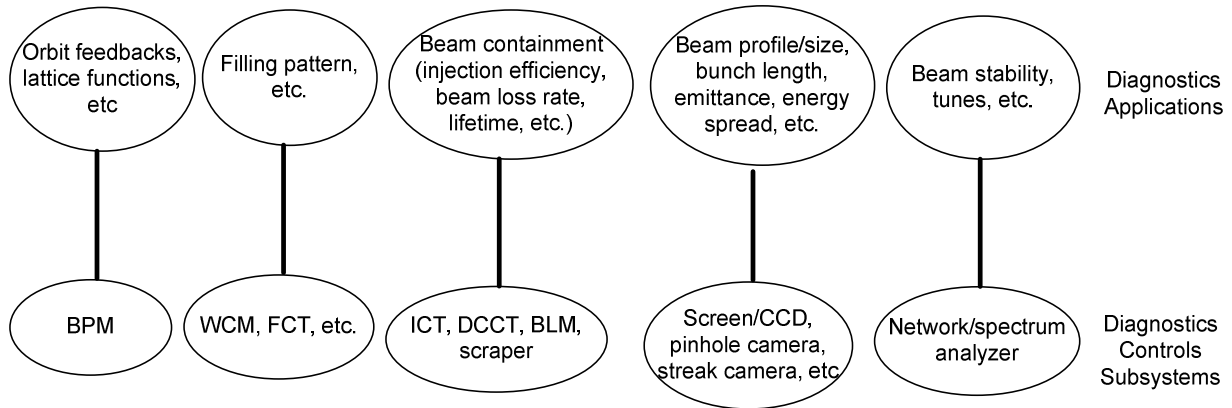 Orbit feedbacks,
lattice functions,
etc
Filling pattern,
etc.
Beam containment
(injection efficiency,
beam loss rate,
lifetime, etc.)
Beam profile/size,
bunch length,
emittance, energy
spread, etc.
Beam stability,
tunes, etc.
Diagnostics
Applications
BPM
WCM, FCT, etc.
ICT, DCCT, BLM,
scraper
Screen/CCD,
pinhole camera,
streak camera, etc
Network/spectrum
analyzer
Diagnostics
Controls
Subsystems